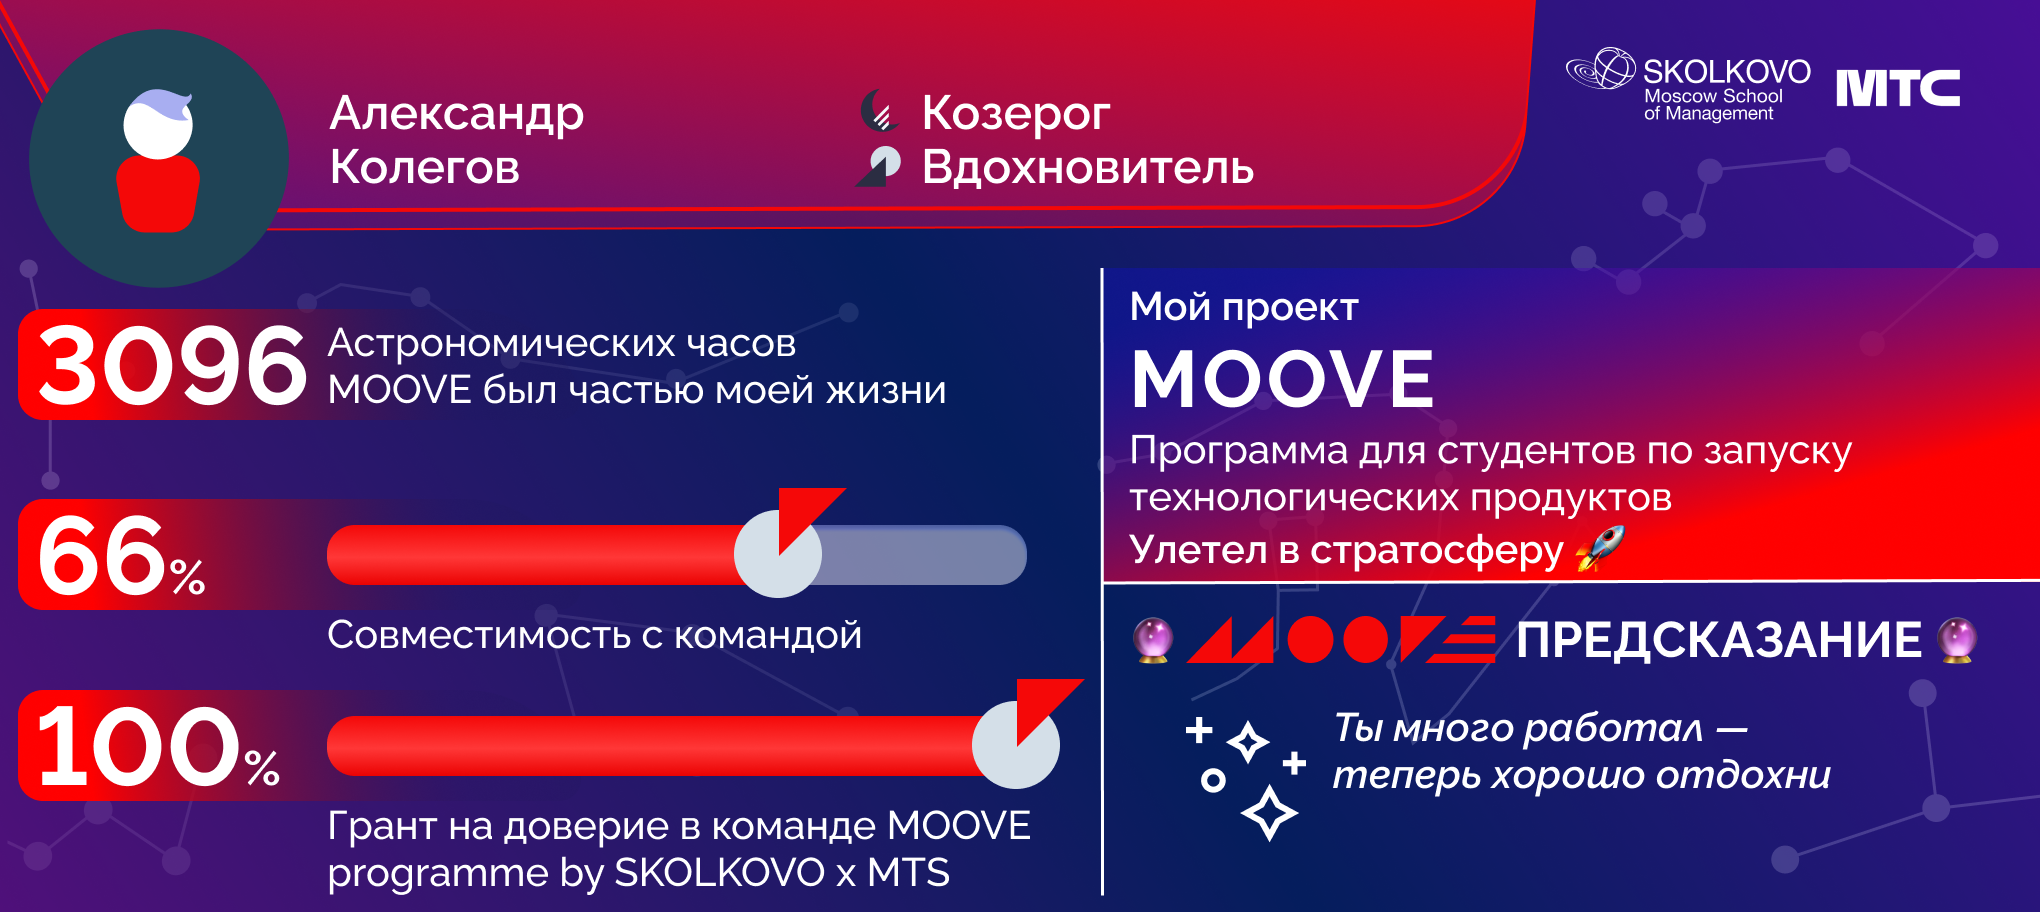 Александр
Колегов
Козерог
Вдохновитель
SKOLKOVO
Moscow School
of Management
МТС
3096
Астрономических часов
MOOVE был частью моей жизни
66%
Совместимость с командой
100%
Грант на доверие в команде MOOVE
programme by SKOLKOVO x MTS
Мой проект
MOOVE
Программа для студентов по запуску
технологических продуктов
Улетел в стратосферу 🚀
🔮 MOOVE ПРЕДСКАЗАНИЕ 🔮
Ты много работал —
теперь хорошо отдохни